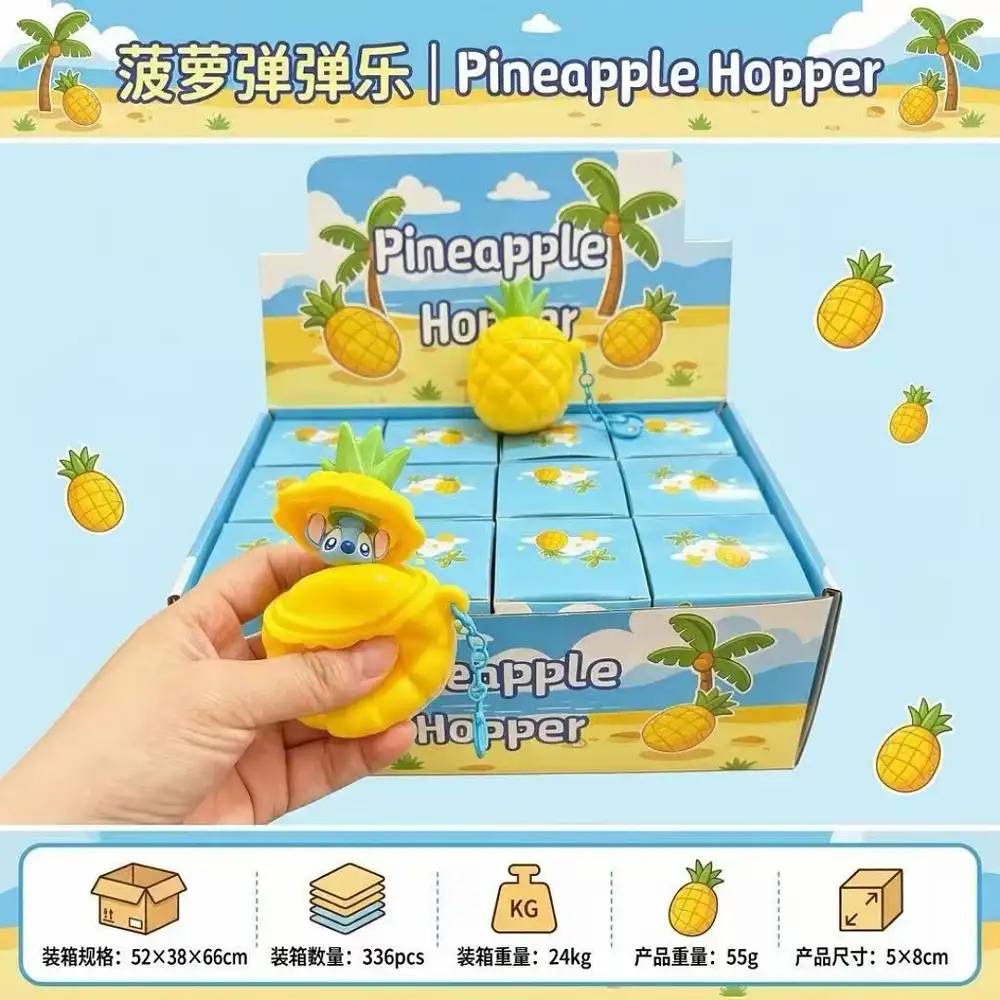 菠萝弹弹乐 | Pineapple Hopper
Pineapple
Hopper
eapple
Hopper
KG
装箱规格：52×38×66cm
装箱数量：336pcs
装箱重量：24kg
产品重量：55g
产品尺寸：5×8cm